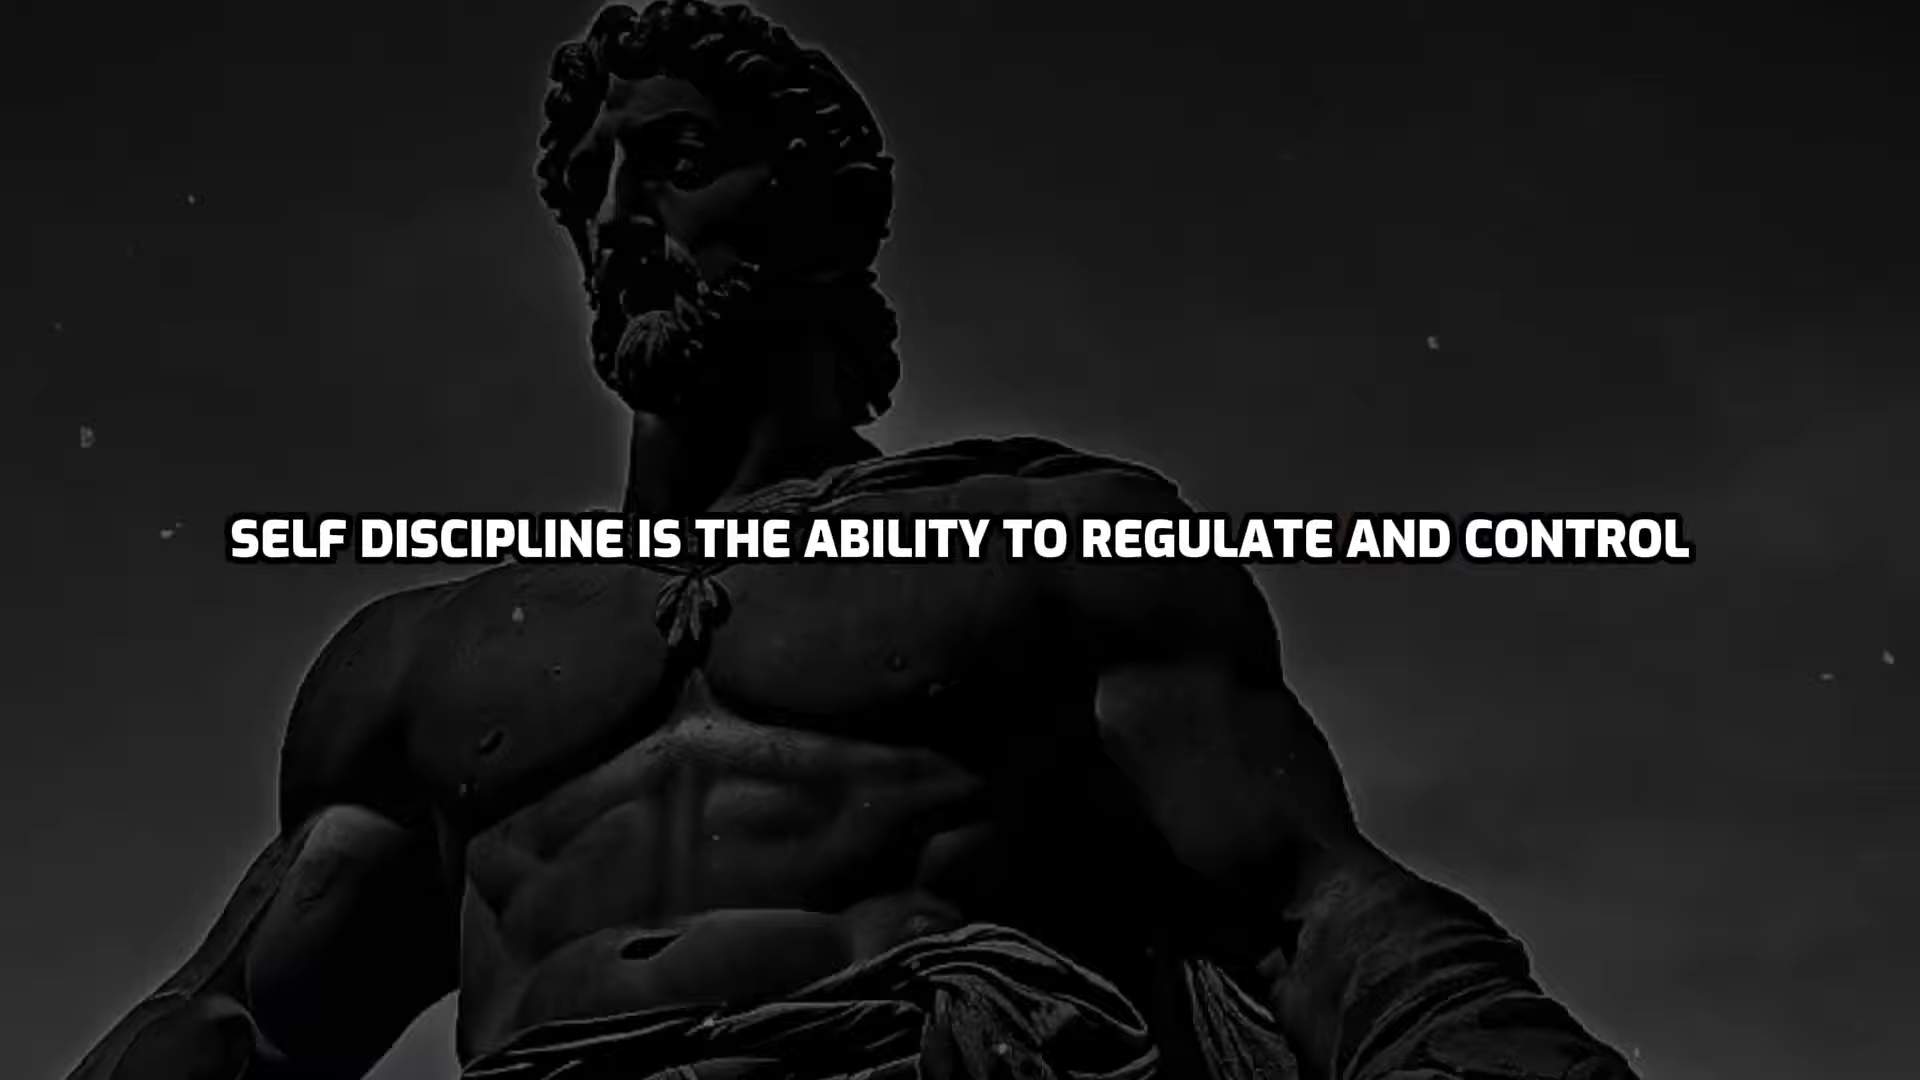 SELF DISCIPLINE IS THE ABILITY TO REGULATE AND CONTROL